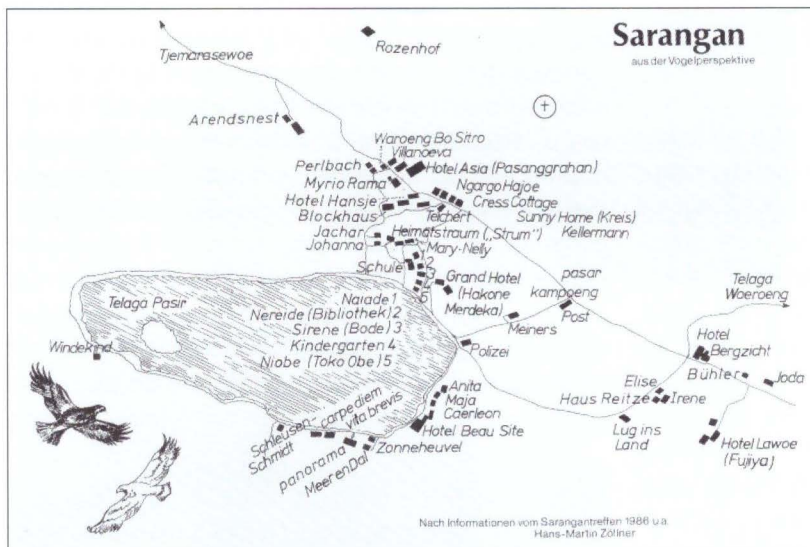 Sarangan
aus der Vogelperspektive
Rozenhof
Tjemarasewoe
Arendsnest
Waroeng Bo Sitro
Villanoeva
Perlbach
Hotel Asia (Pasanggrahan)
Myrio Rama
Ngargo Hajoe
Hotel Hansje
Cress Cottage
Blockhaus
Teichert
Sunny Home (Kreis)
Jachar
Heimatstraum („Strum")
Kellermann
Johanna
Mary-Nelly
Schule
1
2
3
4
5
Grand Hotel
(Hakone
Merdeka)
pasar
kampoeng
Post
Telaga
Woeroeng
Telaga Pasir
Naiade 1
Nereide (Bibliothek) 2
Sirene (Bode) 3
Kindergarten 4
Niobe (Toko Obe) 5
Meiners
Polizei
Windekind
Hotel
Bergzicht
Bühler
Joda
Elise
Haus Reitze
Irene
Anita
Maja
Caerleon
Hotel Beau Site
Lug ins
Land
Hotel Lawoe
(Fujiya)
Schleusen-
Schmidt
carpe diem
vita brevis
panorama
Meer en Dal
Zonneheuvel
Nach Informationen vom Sarangantreffen 1986 u.a.
Hans-Martin Zöllner